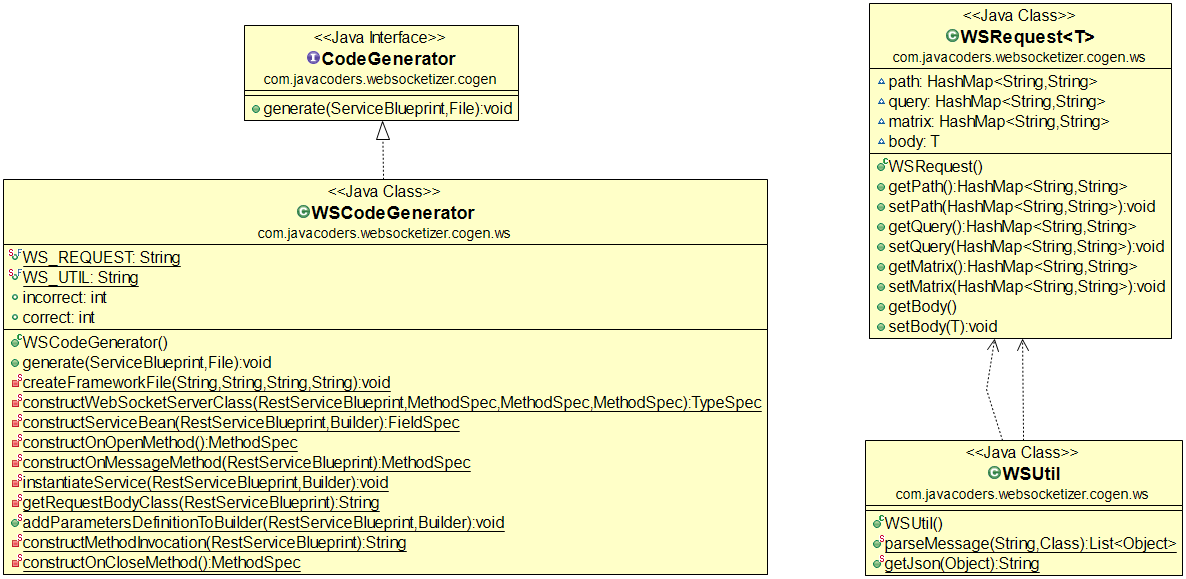 <<Java Interface>>
CodeGenerator
com.javacoders.websocketizer.cogen
generate(ServiceBlueprint,File):void
<<Java Class>>
WSCodeGenerator
com.javacoders.websocketizer.cogen.ws
WS_REQUEST: String
WS_UTIL: String
incorrect: int
correct: int
WSCodeGenerator()
generate(ServiceBlueprint,File):void
createFrameworkFile(String,String,String,String):void
constructWebSocketServerClass(RestServiceBlueprint,MethodSpec,MethodSpec,MethodSpec):TypeSpec
constructServiceBean(RestServiceBlueprint,Builder):FieldSpec
constructOnOpenMethod():MethodSpec
constructOnMessageMethod(RestServiceBlueprint):MethodSpec
instantiateService(RestServiceBlueprint,Builder):void
getRequestBodyClass(RestServiceBlueprint):String
addParametersDefinitionToBuilder(RestServiceBlueprint,Builder):void
constructMethodInvocation(RestServiceBlueprint):String
constructOnCloseMethod():MethodSpec
<<Java Class>>
WSRequest<T>
com.javacoders.websocketizer.cogen.ws
path: HashMap<String,String>
query: HashMap<String,String>
matrix: HashMap<String,String>
body: T
WSRequest()
getPath():HashMap<String,String>
setPath(HashMap<String,String>):void
getQuery():HashMap<String,String>
setQuery(HashMap<String,String>):void
getMatrix():HashMap<String,String>
setMatrix(HashMap<String,String>):void
getBody()
setBody(T):void
<<Java Class>>
WSUtil
com.javacoders.websocketizer.cogen.ws
WSUtil()
parseMessage(String,Class):List<Object>
getJson(Object):String